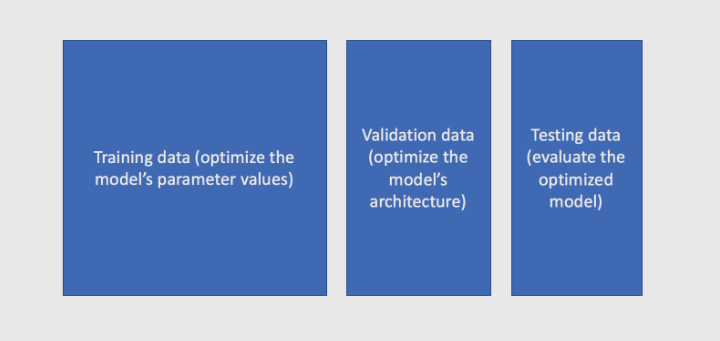 Training data (optimize the
model’s parameter values)
Validation data
(optimize the
model’s
architecture)
Testing data
(evaluate the
optimized
model)